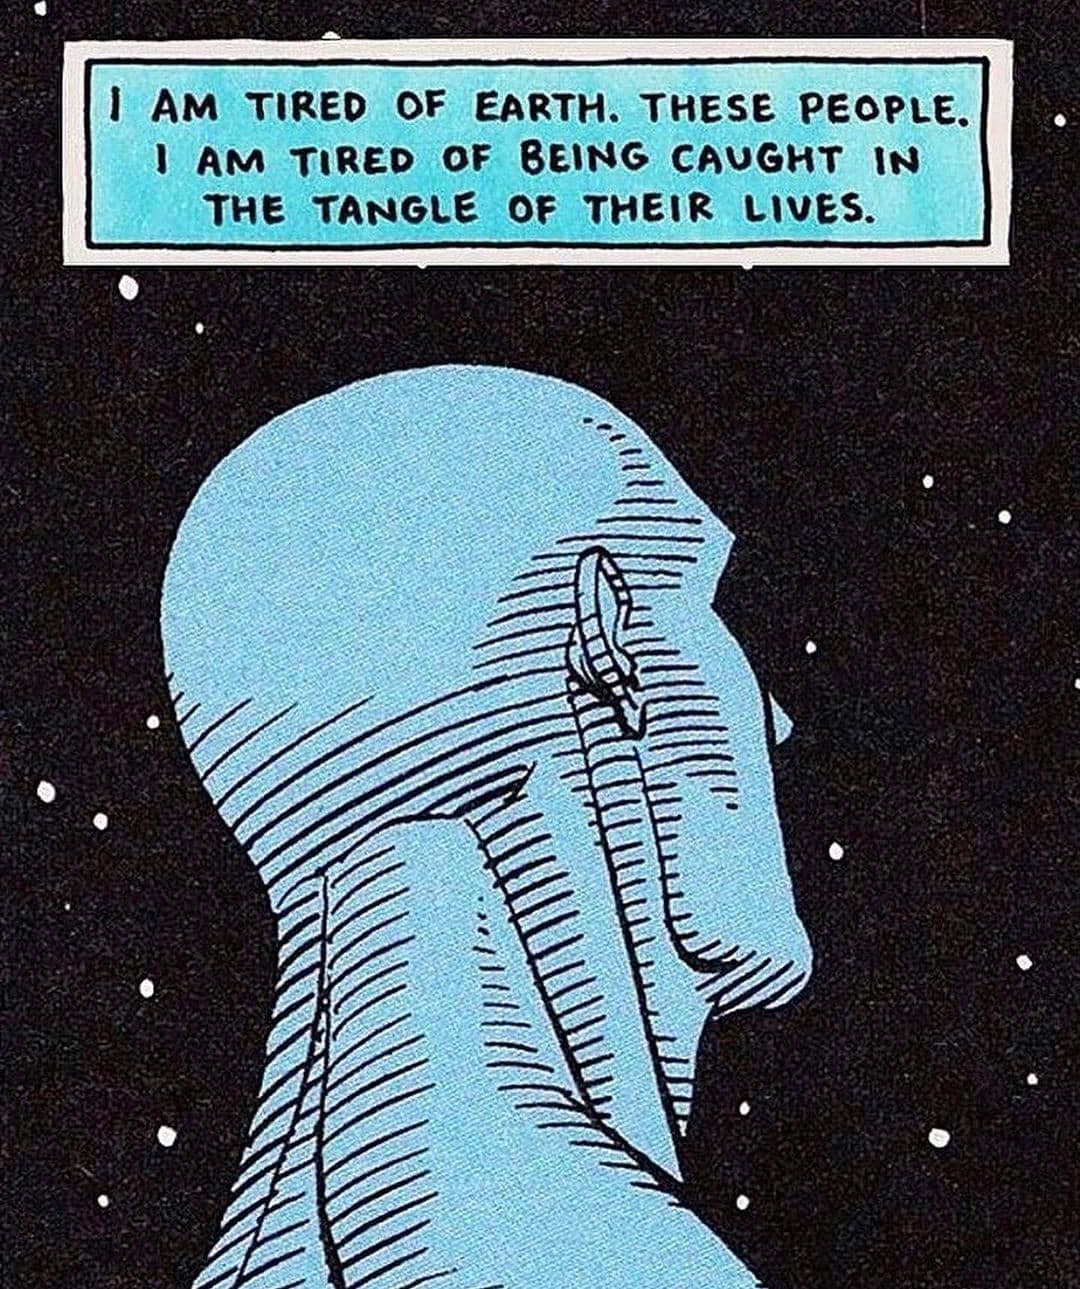 I AM TIRED OF EARTH. THESE PEOPLE.
I AM TIRED OF BEING CAUGHT IN
THE TANGLE OF THEIR LIVES.